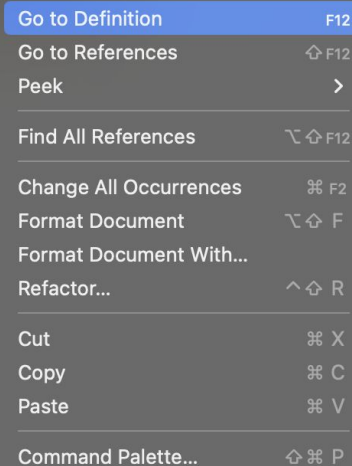 Go to Definition F12
Go to References ⇧ F12
Peek >
Find All References ⌥⇧ F12
Change All Occurrences ⌘ F2
Format Document ⌥⇧ F
Format Document With...
Refactor... ^⇧ R
Cut ⌘ X
Copy ⌘ C
Paste ⌘ V
Command Palette... ⇧⌘ P